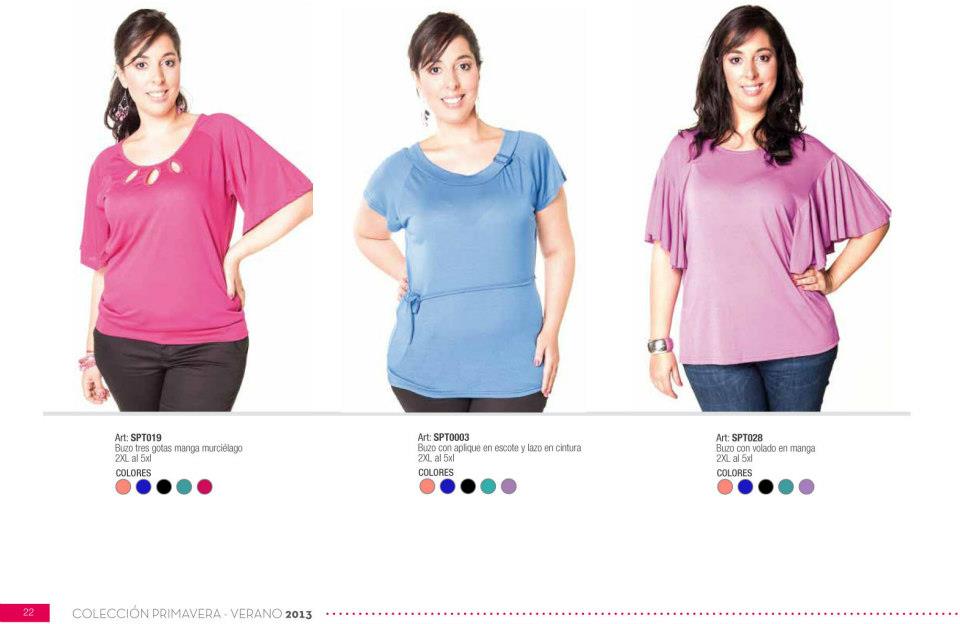 Art: SPT019
Buzo tres gotas manga murciélago
2XL al 5xl
COLORES
Art: SPT0003
Buzo con aplique en escote y lazo en cintura
2XL al 5xl
COLORES
Art: SPT028
Buzo con volado en manga
2XL al 5xl
COLORES
22
COLECCIÓN PRIMAVERA - VERANO 2013